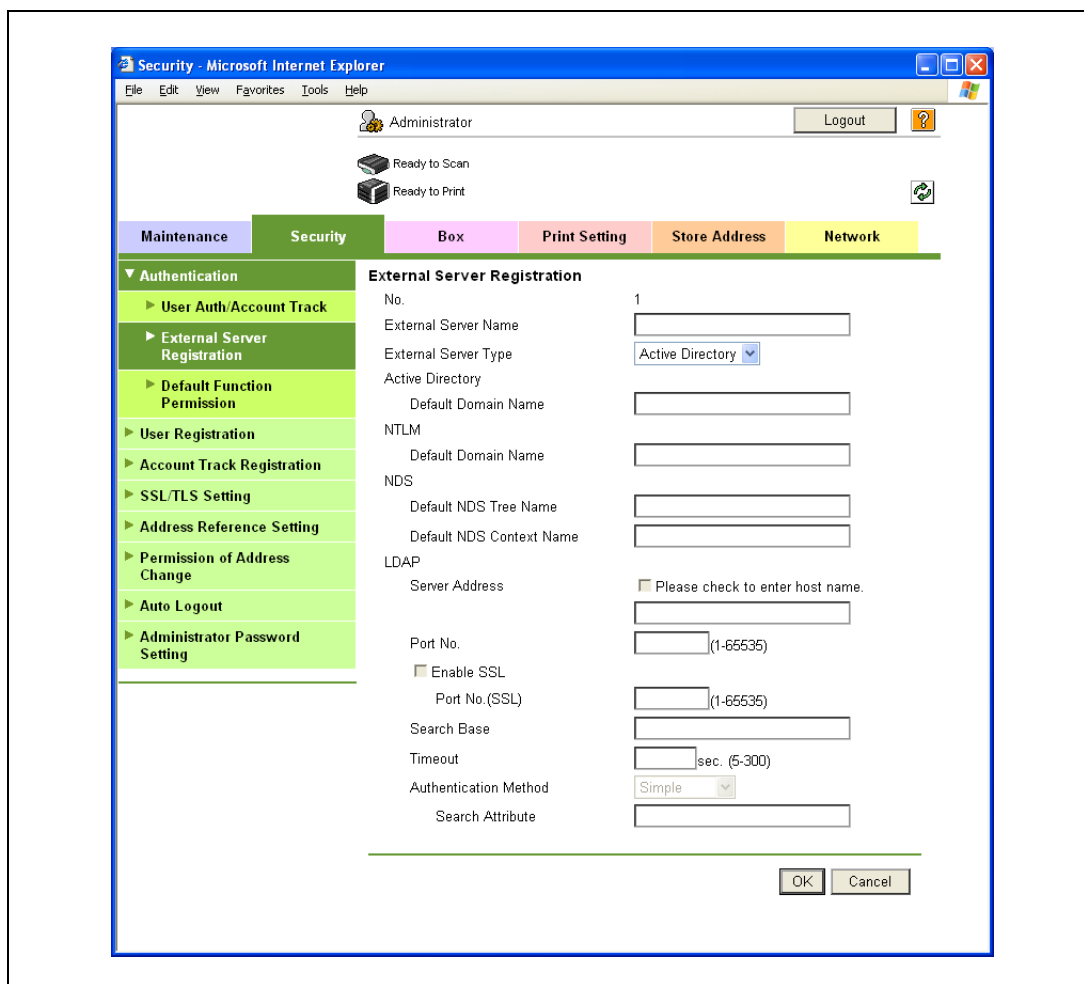 Security - Microsoft Internet Explorer
File Edit View Favorites Tools Help
Administrator
Logout
?
Ready to Scan
Ready to Print
Maintenance
Security
Box
Print Setting
Store Address
Network
Authentication
User Auth/Account Track
External Server
Registration
Default Function
Permission
User Registration
Account Track Registration
SSL/TLS Setting
Address Reference Setting
Permission of Address
Change
Auto Logout
Administrator Password
Setting
External Server Registration
No. 1
External Server Name
External Server Type Active Directory
Active Directory
Default Domain Name
NTLM
Default Domain Name
NDS
Default NDS Tree Name
Default NDS Context Name
LDAP
Server Address Please check to enter host name.
Port No. (1-65535)
Enable SSL
Port No.(SSL) (1-65535)
Search Base
Timeout sec. (5-300)
Authentication Method Simple
Search Attribute
OK Cancel